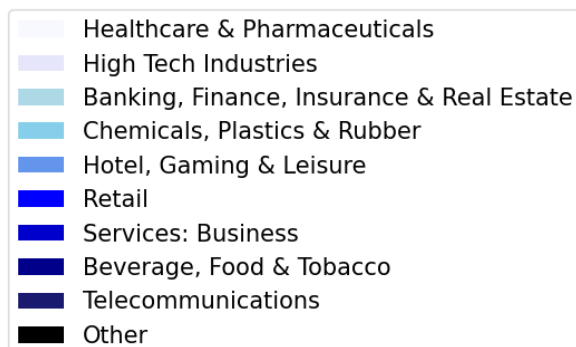 Healthcare & Pharmaceuticals
High Tech Industries
Banking, Finance, Insurance & Real Estate
Chemicals, Plastics & Rubber
Hotel, Gaming & Leisure
Retail
Services: Business
Beverage, Food & Tobacco
Telecommunications
Other